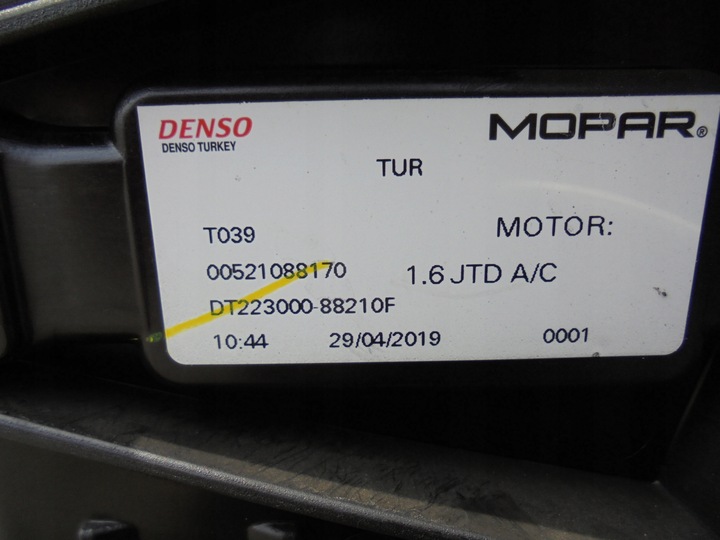 DENSO
DENSO TURKEY
MOPAR®
TUR
T039
MOTOR:
00521088170
1.6 JTD A/C
DT223000-88210F
10:44 29/04/2019 0001